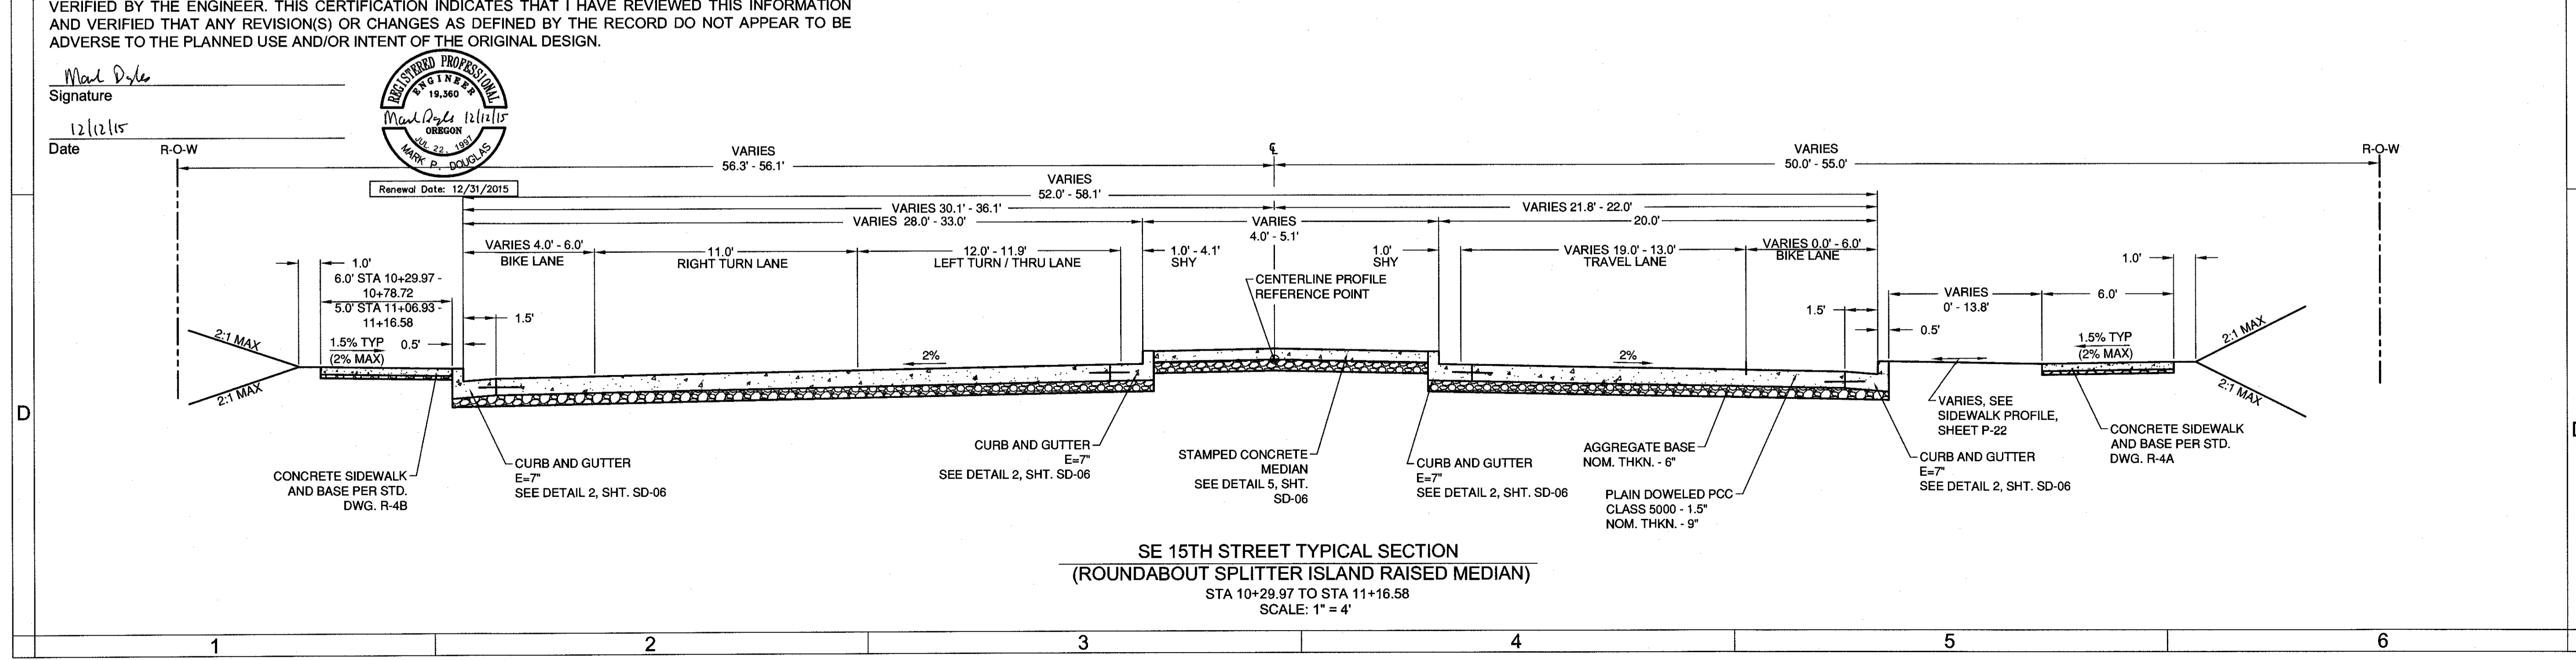 VERIFIED BY THE ENGINEER. THIS CERTIFICATION INDICATES THAT I HAVE REVIEWED THIS INFORMATION
AND VERIFIED THAT ANY REVISION(S) OR CHANGES AS DEFINED BY THE RECORD DO NOT APPEAR TO BE
ADVERSE TO THE PLANNED USE AND/OR INTENT OF THE ORIGINAL DESIGN.
Signature
12/12/15
Date
REGISTERED PROFESSIONAL
ENGINEER
19,360
12/12/15
OREGON
JUL 22, 1997
MARK P. DOUGLAS
Renewal Date: 12/31/2015
R-O-W
VARIES
56.3' - 56.1'
℄
VARIES
50.0' - 55.0'
R-O-W
VARIES
52.0' - 58.1'
VARIES 30.1' - 36.1'
VARIES 21.8' - 22.0'
VARIES 28.0' - 33.0'
VARIES
4.0' - 5.1'
20.0'
1.0'
6.0' STA 10+29.97 -
10+78.72
5.0' STA 11+06.93 -
11+16.58
VARIES 4.0' - 6.0'
BIKE LANE
11.0'
RIGHT TURN LANE
12.0' - 11.9'
LEFT TURN / THRU LANE
1.0' - 4.1'
SHY
1.0'
SHY
VARIES 19.0' - 13.0'
TRAVEL LANE
VARIES 0.0' - 6.0'
BIKE LANE
1.0'
CENTERLINE PROFILE
REFERENCE POINT
VARIES
0' - 13.8'
6.0'
1.5'
1.5'
0.5'
2:1 MAX
2:1 MAX
1.5% TYP
(2% MAX)
0.5'
2%
2%
1.5% TYP
(2% MAX)
2:1 MAX
2:1 MAX
D
CONCRETE SIDEWALK
AND BASE PER STD.
DWG. R-4B
CURB AND GUTTER
E=7"
SEE DETAIL 2, SHT. SD-06
CURB AND GUTTER
E=7"
SEE DETAIL 2, SHT. SD-06
STAMPED CONCRETE
MEDIAN
SEE DETAIL 5, SHT.
SD-06
CURB AND GUTTER
E=7"
SEE DETAIL 2, SHT. SD-06
AGGREGATE BASE
NOM. THKN. - 6"
PLAIN DOWELED PCC
CLASS 5000 - 1.5"
NOM. THKN. - 9"
VARIES, SEE
SIDEWALK PROFILE,
SHEET P-22
CURB AND GUTTER
E=7"
SEE DETAIL 2, SHT. SD-06
CONCRETE SIDEWALK
AND BASE PER STD.
DWG. R-4A
SE 15TH STREET TYPICAL SECTION
(ROUNDABOUT SPLITTER ISLAND RAISED MEDIAN)
STA 10+29.97 TO STA 11+16.58
SCALE: 1" = 4'
1
2
3
4
5
6